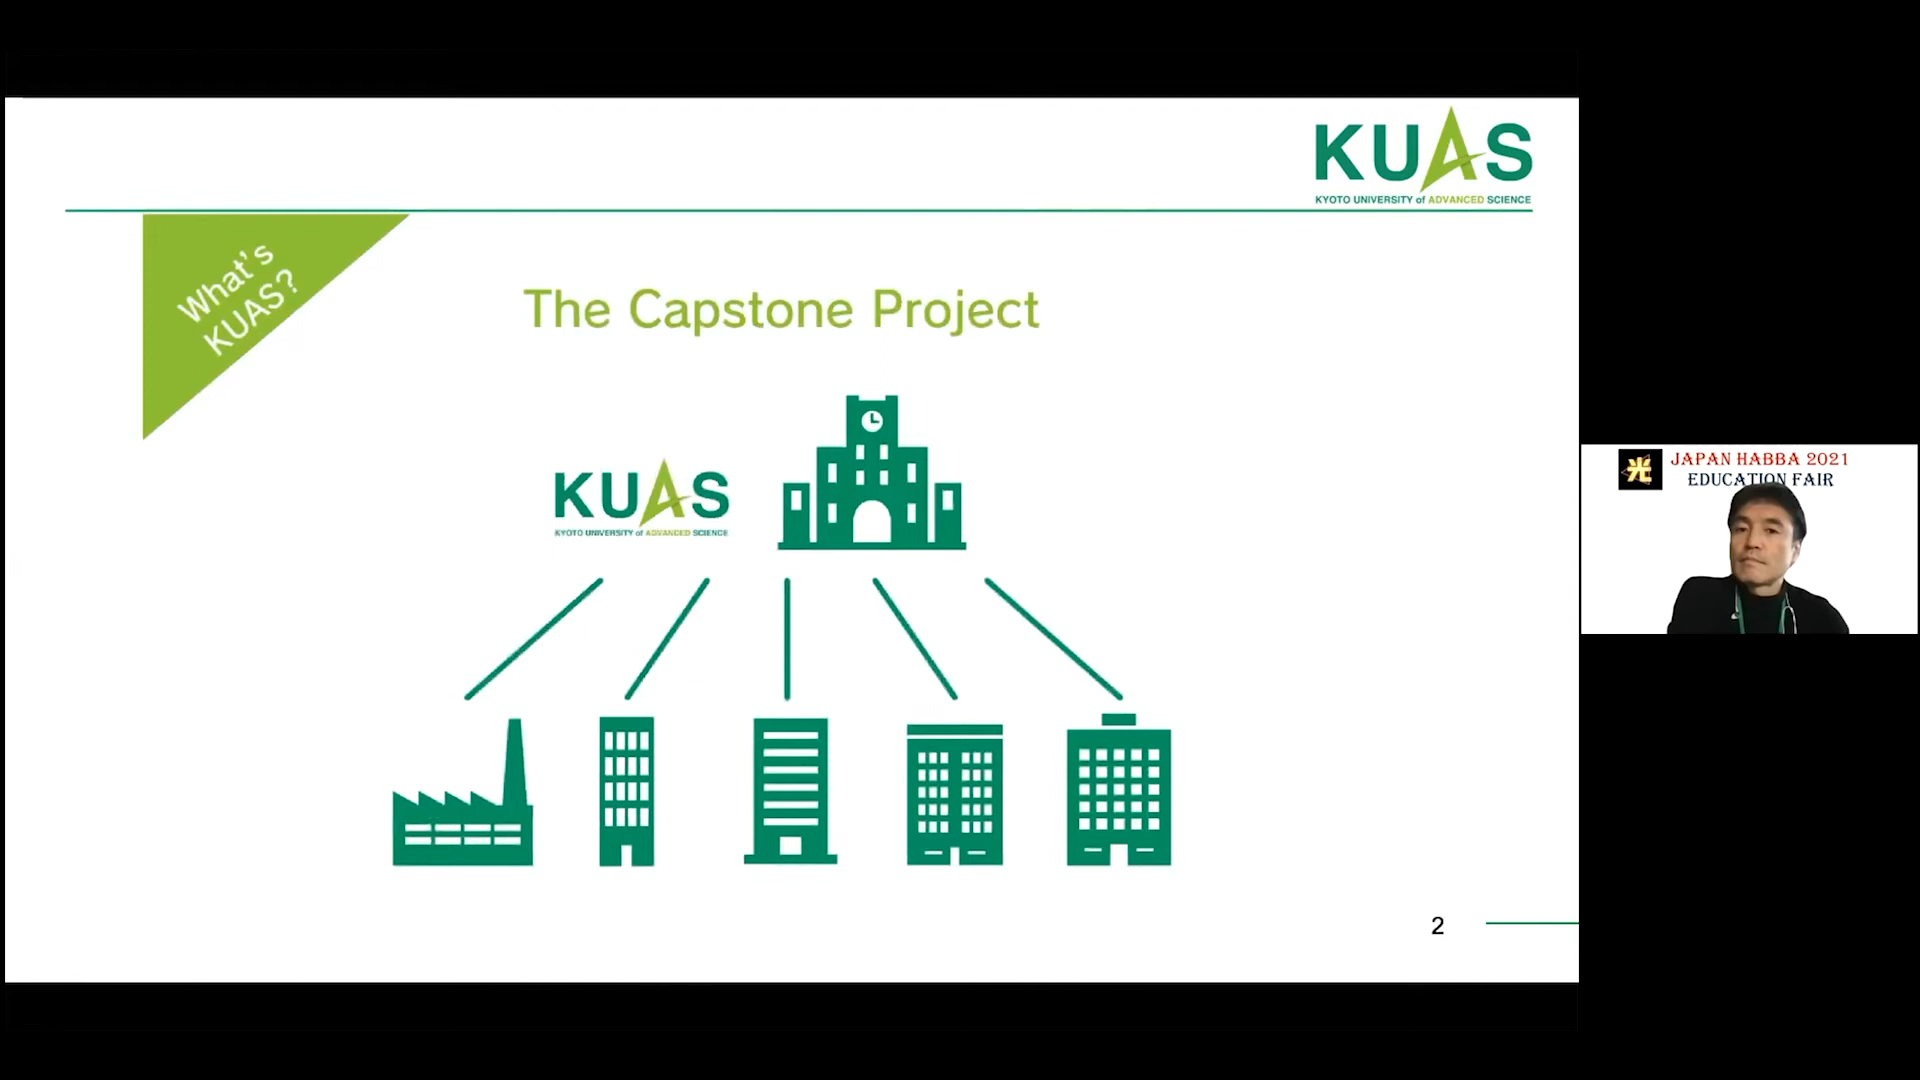 KUAS
KYOTO UNIVERSITY of ADVANCED SCIENCE
What's
KUAS?
The Capstone Project
KUAS
KYOTO UNIVERSITY of ADVANCED SCIENCE
2
光
JAPAN HABBA 2021
EDUCATION FAIR